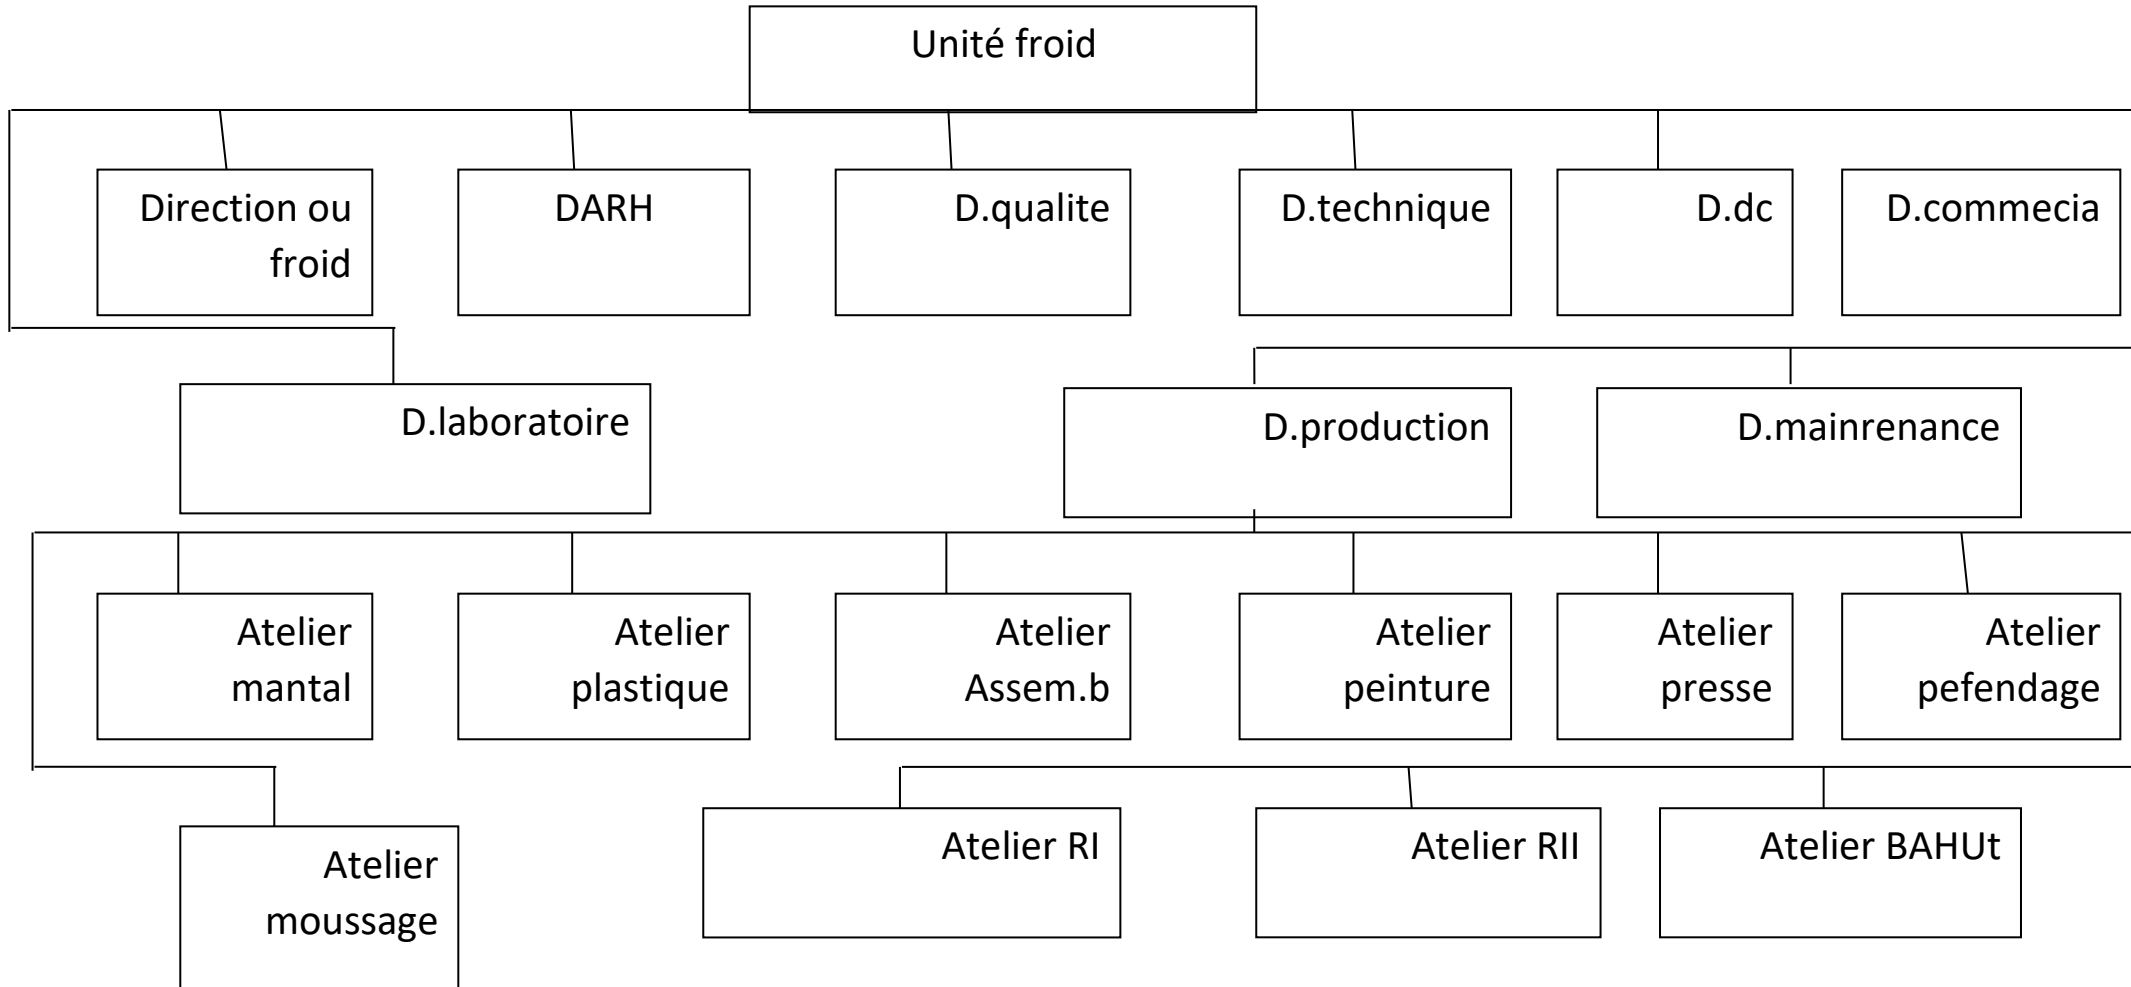 Unité froid
Direction ou
froid
DARH
D.qualite
D.technique
D.dc
D.commecia
D.laboratoire
D.production
D.mainrenance
Atelier
mantal
Atelier
plastique
Atelier
Assem.b
Atelier
peinture
Atelier
presse
Atelier
pefendage
Atelier
moussage
Atelier RI
Atelier RII
Atelier BAHUt